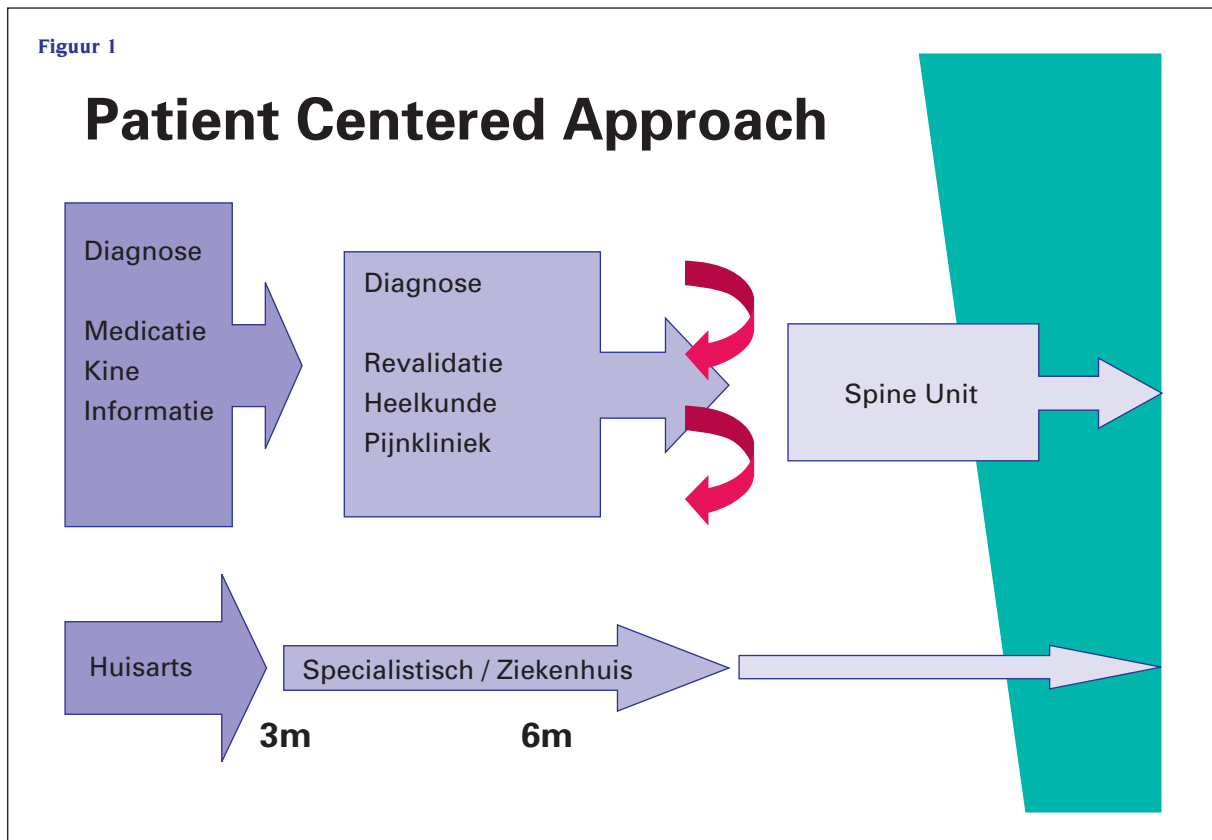 Figuur 1
Patient Centered Approach
Diagnose
Medicatie
Kine
Informatie
Diagnose
Revalidatie
Heelkunde
Pijnkliniek
Spine Unit
Huisarts
Specialistisch / Ziekenhuis
3m
6m